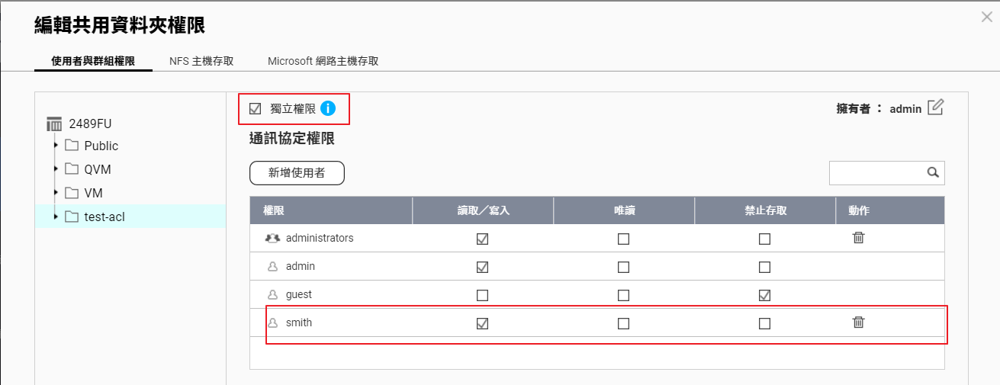 編輯共用資料夾權限
使用者與群組權限 NFS 主機存取 Microsoft 網路主機存取
2489FU
Public
QVM
VM
test-acl
獨立權限
擁有者 : admin
通訊協定權限
新增使用者
權限 讀取／寫入 唯讀 禁止存取 動作
administrators
admin
guest
smith